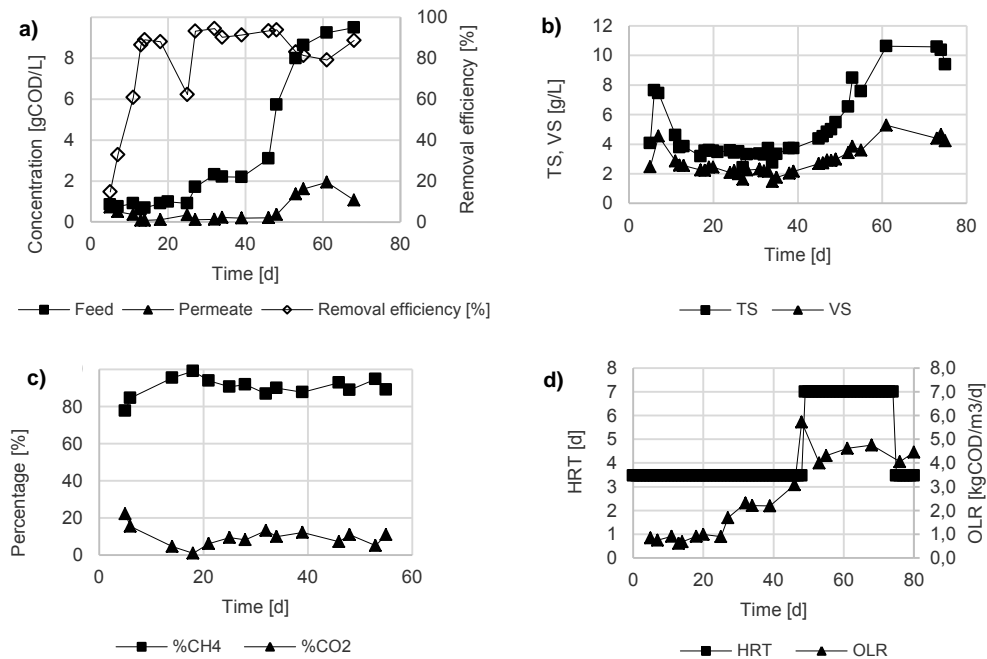 a)
10
8
6
4
2
0
100
80
60
40
20
0
Concentration [gCOD/L]
Removal efficiency [%]
0 20 40 60 80
Time [d]
Feed Permeate Removal efficiency [%]
b)
12
10
8
6
4
2
0
TS, VS [g/L]
0 20 40 60 80
Time [d]
TS VS
c)
80
60
40
20
0
Percentage [%]
0 20 40 60
Time [d]
%CH4 %CO2
d)
8
7
6
5
4
3
2
1
0
8,0
7,0
6,0
5,0
4,0
3,0
2,0
1,0
0,0
HRT [d]
OLR [kgCOD/m3/d]
0 20 40 60 80
Time [d]
HRT OLR